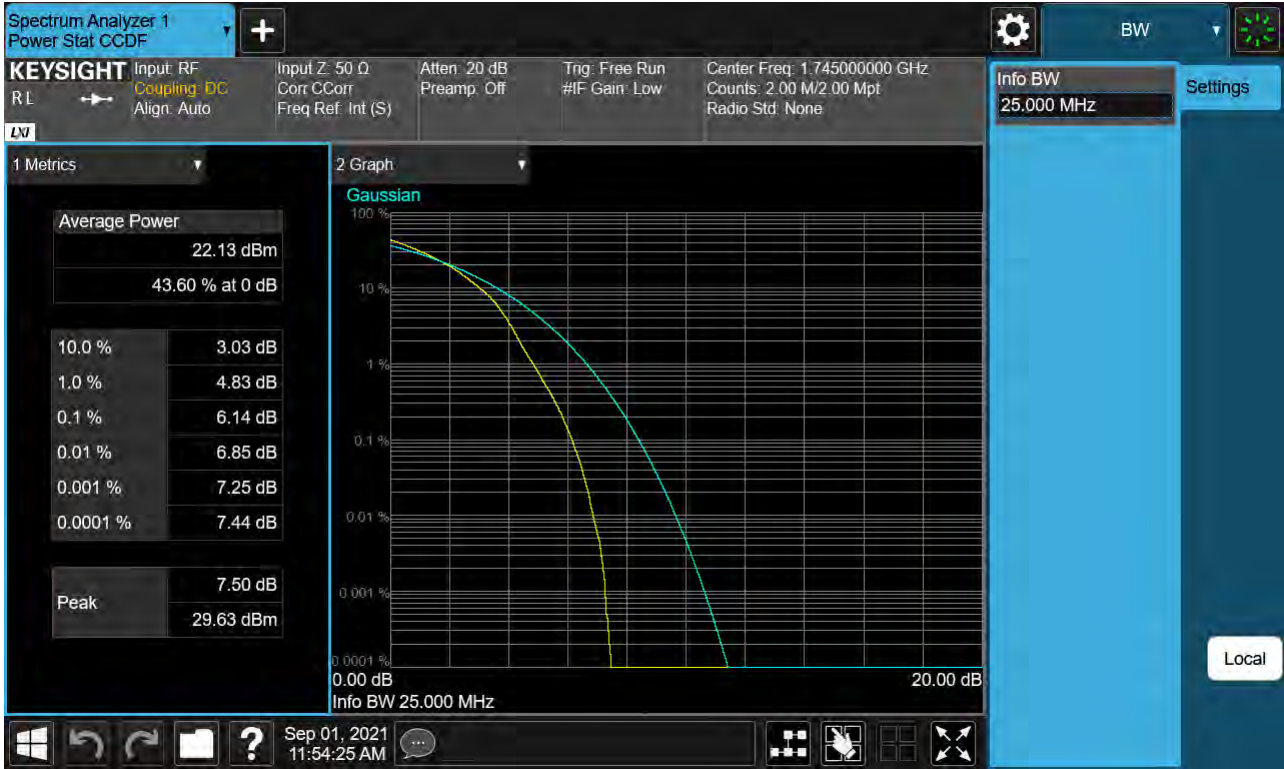 Spectrum Analyzer 1
Power Stat CCDF
+
BW
KEYSIGHT
R L
LXI
Input: RF
Coupling: DC
Align: Auto
Input Z: 50 Ω
Corr CCorr
Freq Ref: Int (S)
Atten: 20 dB
Preamp: Off
Trig: Free Run
#IF Gain: Low
Center Freq: 1.745000000 GHz
Counts: 2.00 M/2.00 Mpt
Radio Std: None
Info BW
25.000 MHz
Settings
1 Metrics
Average Power
22.13 dBm
43.60 % at 0 dB
10.0 % 3.03 dB
1.0 % 4.83 dB
0.1 % 6.14 dB
0.01 % 6.85 dB
0.001 % 7.25 dB
0.0001 % 7.44 dB
Peak
7.50 dB
29.63 dBm
2 Graph
Gaussian
100 %
10 %
1 %
0.1 %
0.01 %
0.001 %
0.0001 %
0.00 dB 20.00 dB
Info BW 25.000 MHz
Local
?
Sep 01, 2021
11:54:25 AM